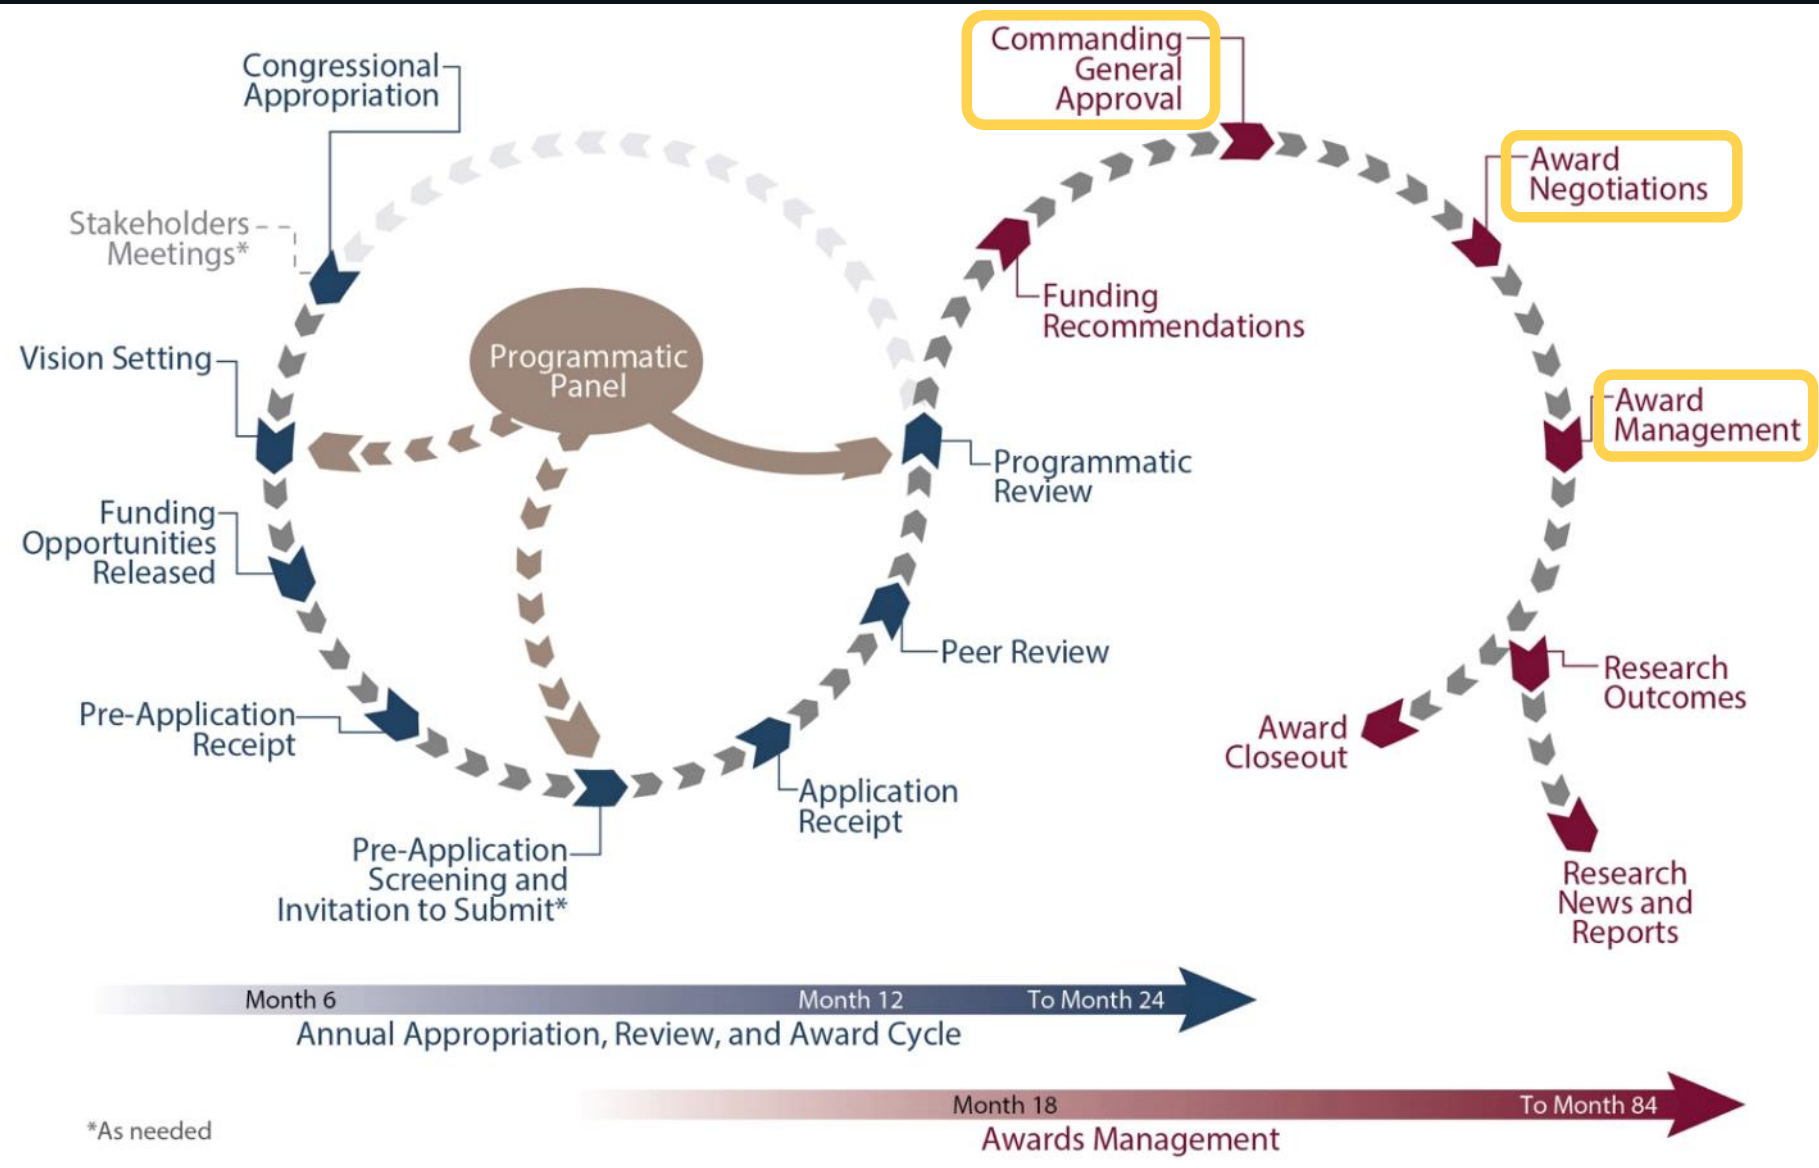 Congressional
Appropriation
Stakeholders
Meetings*
Vision Setting
Funding
Opportunities
Released
Pre-Application
Receipt
Pre-Application
Screening and
Invitation to Submit*
Application
Receipt
Peer Review
Programmatic
Review
Programmatic
Panel
Funding
Recommendations
Commanding
General
Approval
Award
Negotiations
Award
Management
Research
Outcomes
Award
Closeout
Research
News and
Reports
Month 6
Month 12
To Month 24
Annual Appropriation, Review, and Award Cycle
Month 18
To Month 84
Awards Management
*As needed